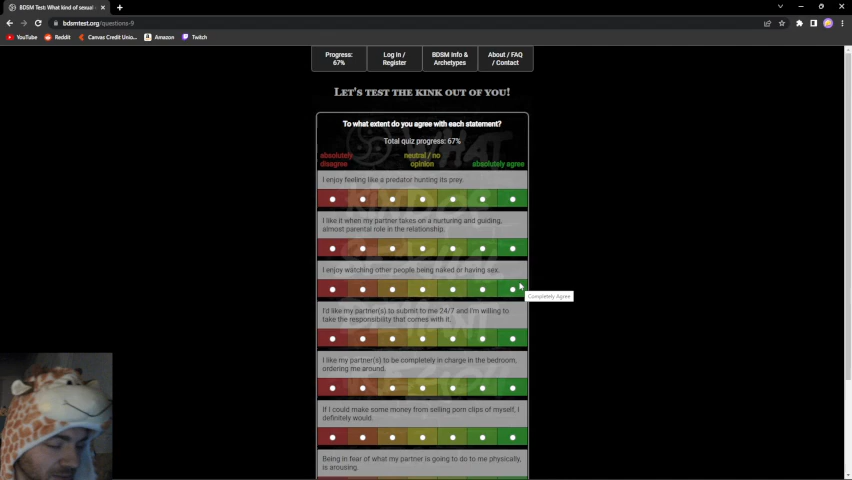 BDSM Test: What kind of sexual
bdsmtest.org/questions-9
YouTube
Reddit
Canvas Credit Unio...
Amazon
Twitch
Progress:
67%
Log in /
Register
BDSM Info &
Archetypes
About / FAQ
/ Contact
Let's test the kink out of you!
To what extent do you agree with each statement?
Total quiz progress: 67%
absolutely
disagree
neutral / no
opinion
absolutely agree
I enjoy feeling like a predator hunting its prey.
I like it when my partner takes on a nurturing and guiding,
almost parental role in the relationship.
I enjoy watching other people being naked or having sex.
Completely Agree
I'd like my partner(s) to submit to me 24/7 and I'm willing to
take the responsibility that comes with it.
I like my partner(s) to be completely in charge in the bedroom,
ordering me around.
If I could make some money from selling porn clips of myself, I
definitely would.
Being in fear of what my partner is going to do to me physically,
is arousing.